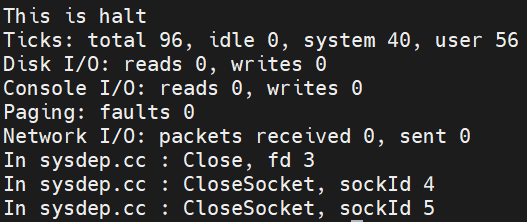 This is halt
Ticks: total 96, idle 0, system 40, user 56
Disk I/O: reads 0, writes 0
Console I/O: reads 0, writes 0
Paging: faults 0
Network I/O: packets received 0, sent 0
In sysdep.cc : Close, fd 3
In sysdep.cc : CloseSocket, sockId 4
In sysdep.cc : CloseSocket, sockId 5